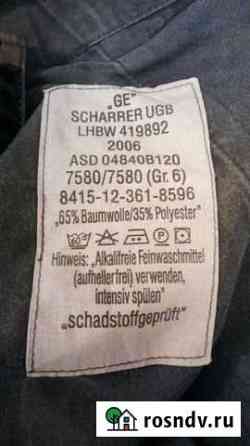 „GE"
SCHARRER UGB
LHBW 419892
2006
ASD 04840B120
7580/7580 (Gr. 6)
8415-12-361-8596
„65% Baumwolle/35% Polyester"
Hinweis: „Alkalifreie Feinwaschmittel
(aufhellerfrei) verwenden,
intensiv spülen"
„schadstoffgeprüft"
rosndv.ru